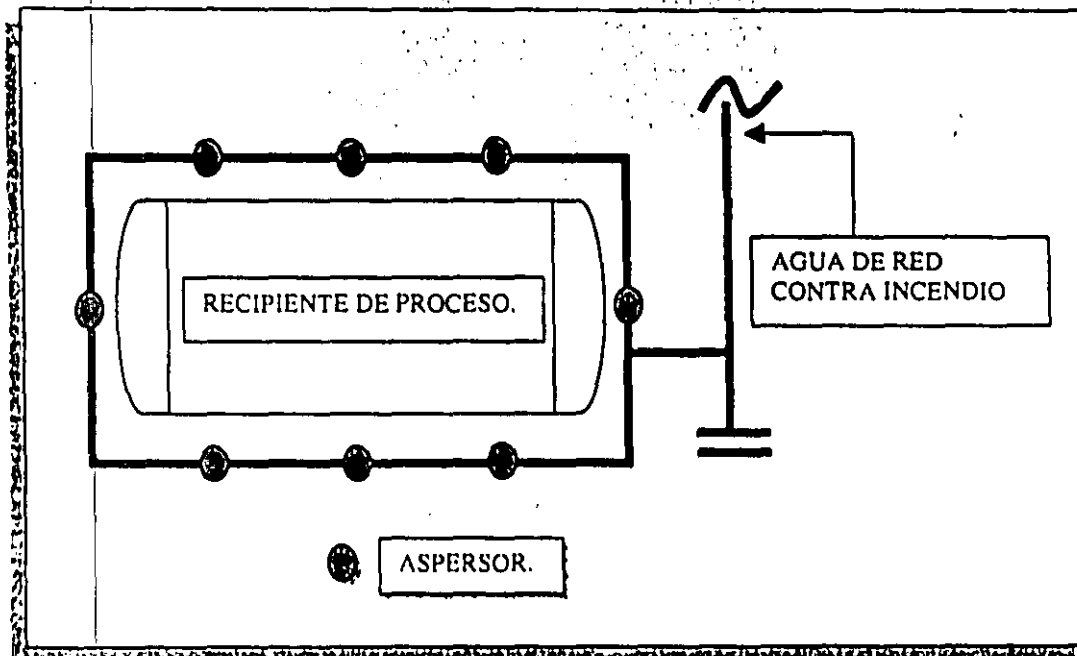 RECIPIENTE DE PROCESO.
AGUA DE RED
CONTRA INCENDIO
ASPERSOR.